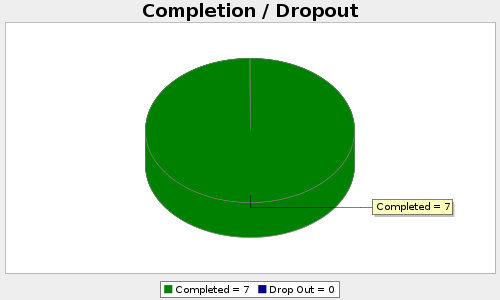 Completion / Dropout
Completed = 7
Completed = 7 Drop Out = 0